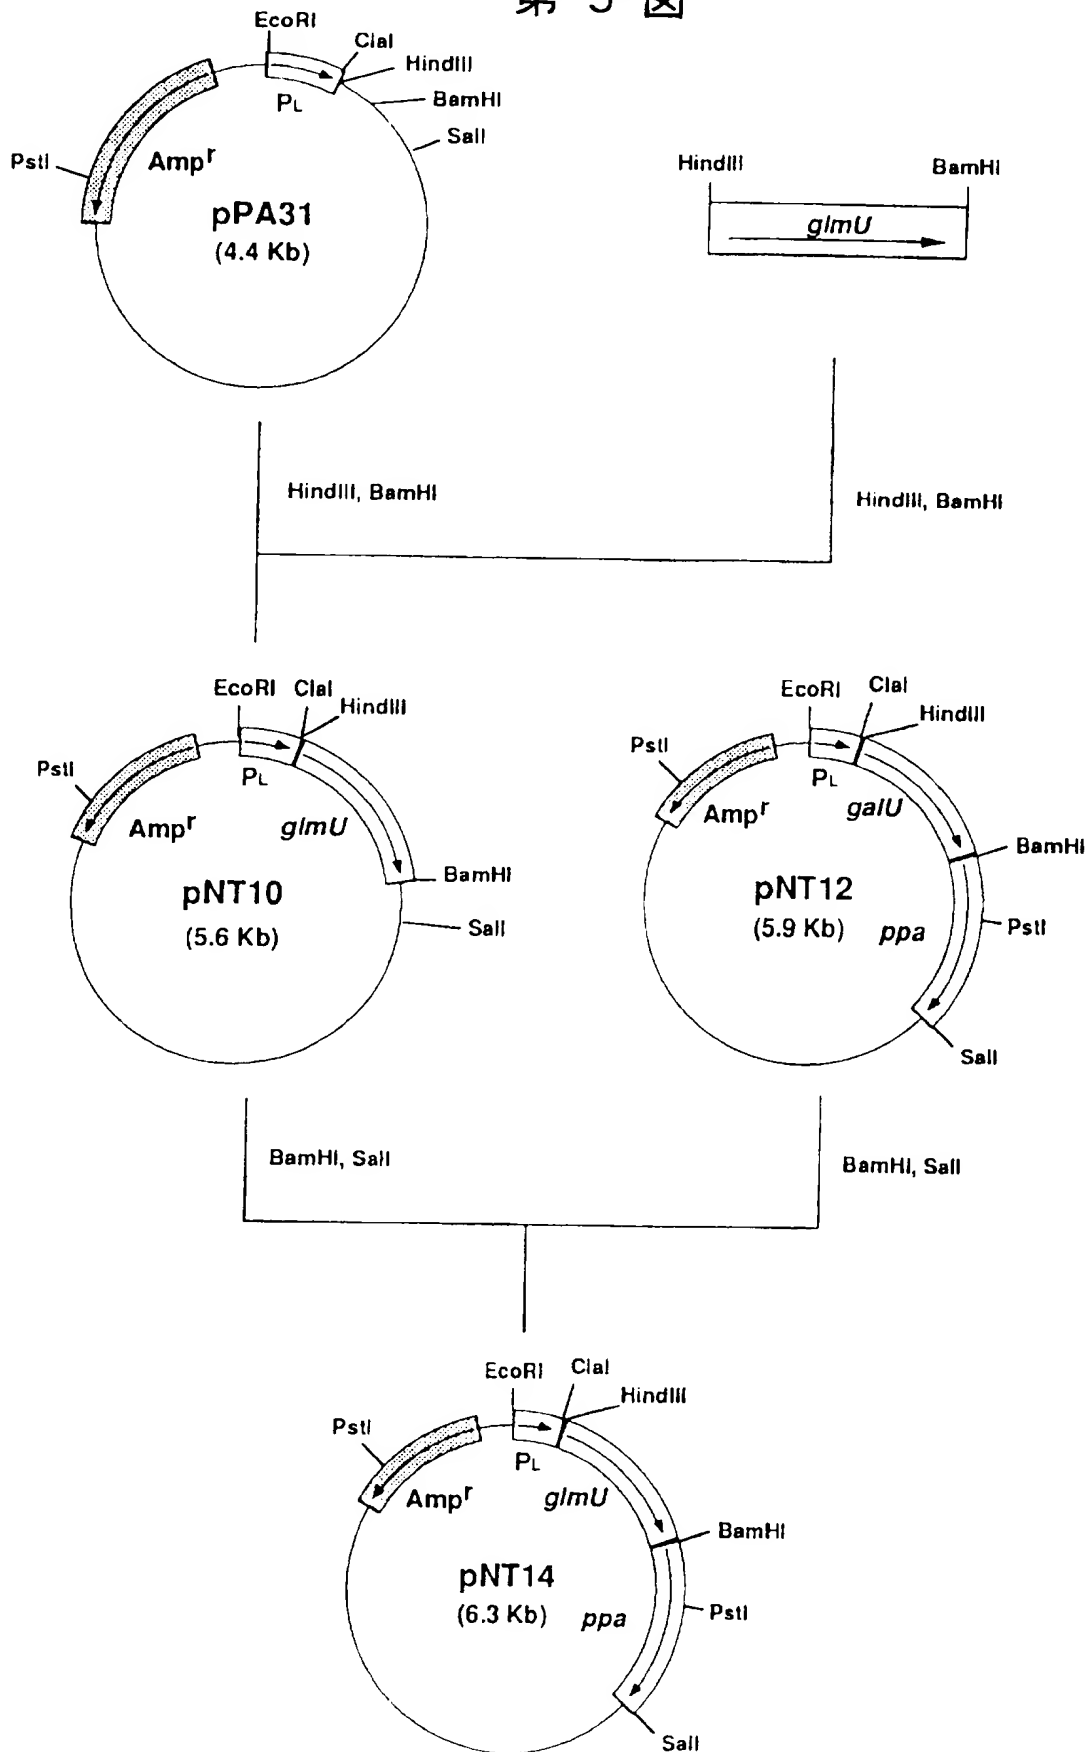 第 5 図
EcoRI
ClaI
HindIII
BamHI
SalI
PL
PstI
Ampr
pPA31
(4.4 Kb)
HindIII
BamHI
glmU
HindIII, BamHI
HindIII, BamHI
EcoRI
ClaI
HindIII
PstI
PL
Ampr
glmU
pNT10
(5.6 Kb)
BamHI
SalI
EcoRI
ClaI
HindIII
PstI
PL
Ampr
galU
BamHI
pNT12
(5.9 Kb)
ppa
PstI
SalI
BamHI, SalI
BamHI, SalI
EcoRI
ClaI
HindIII
PstI
PL
Ampr
glmU
BamHI
pNT14
(6.3 Kb)
ppa
PstI
SalI